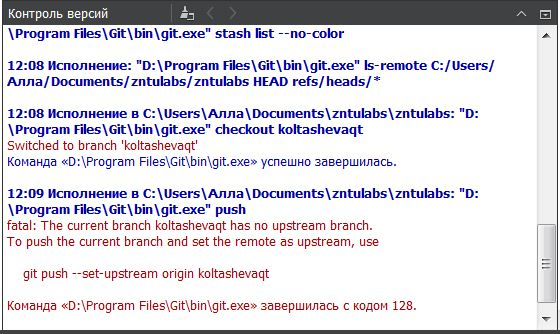 Контроль версий
\Program Files\Git\bin\git.exe" stash list --no-color
12:08 Исполнение: "D:\Program Files\Git\bin\git.exe" ls-remote C:/Users/
Алла/Documents/zntulabs/zntulabs HEAD refs/heads/*
12:08 Исполнение в C:\Users\Алла\Documents\zntulabs\zntulabs: "D:
\Program Files\Git\bin\git.exe" checkout koltashevaqt
Switched to branch 'koltashevaqt'
Команда «D:\Program Files\Git\bin\git.exe» успешно завершилась.
12:09 Исполнение в C:\Users\Алла\Documents\zntulabs\zntulabs: "D:
\Program Files\Git\bin\git.exe" push
fatal: The current branch koltashevaqt has no upstream branch.
To push the current branch and set the remote as upstream, use
git push --set-upstream origin koltashevaqt
Команда «D:\Program Files\Git\bin\git.exe» завершилась с кодом 128.